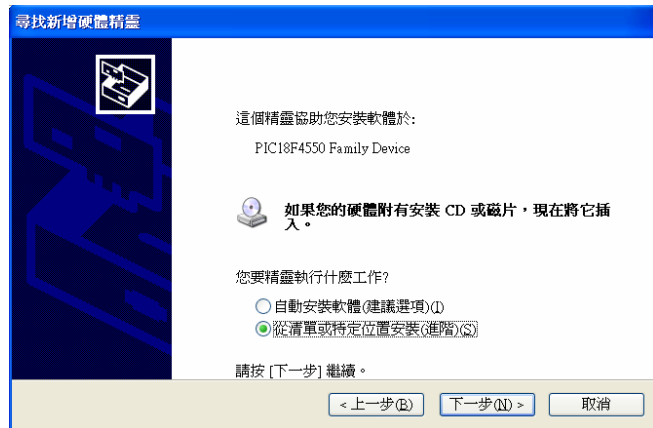 尋找新增硬體精靈
這個精靈協助您安裝軟體於:
PIC18F4550 Family Device
如果您的硬體附有安裝 CD 或磁片，現在將它插
入。
您要精靈執行什麼工作?
自動安裝軟體(建議選項)(I)
從清單或特定位置安裝(進階)(S)
請按 [下一步] 繼續。
< 上一步(B) 下一步(N) > 取消